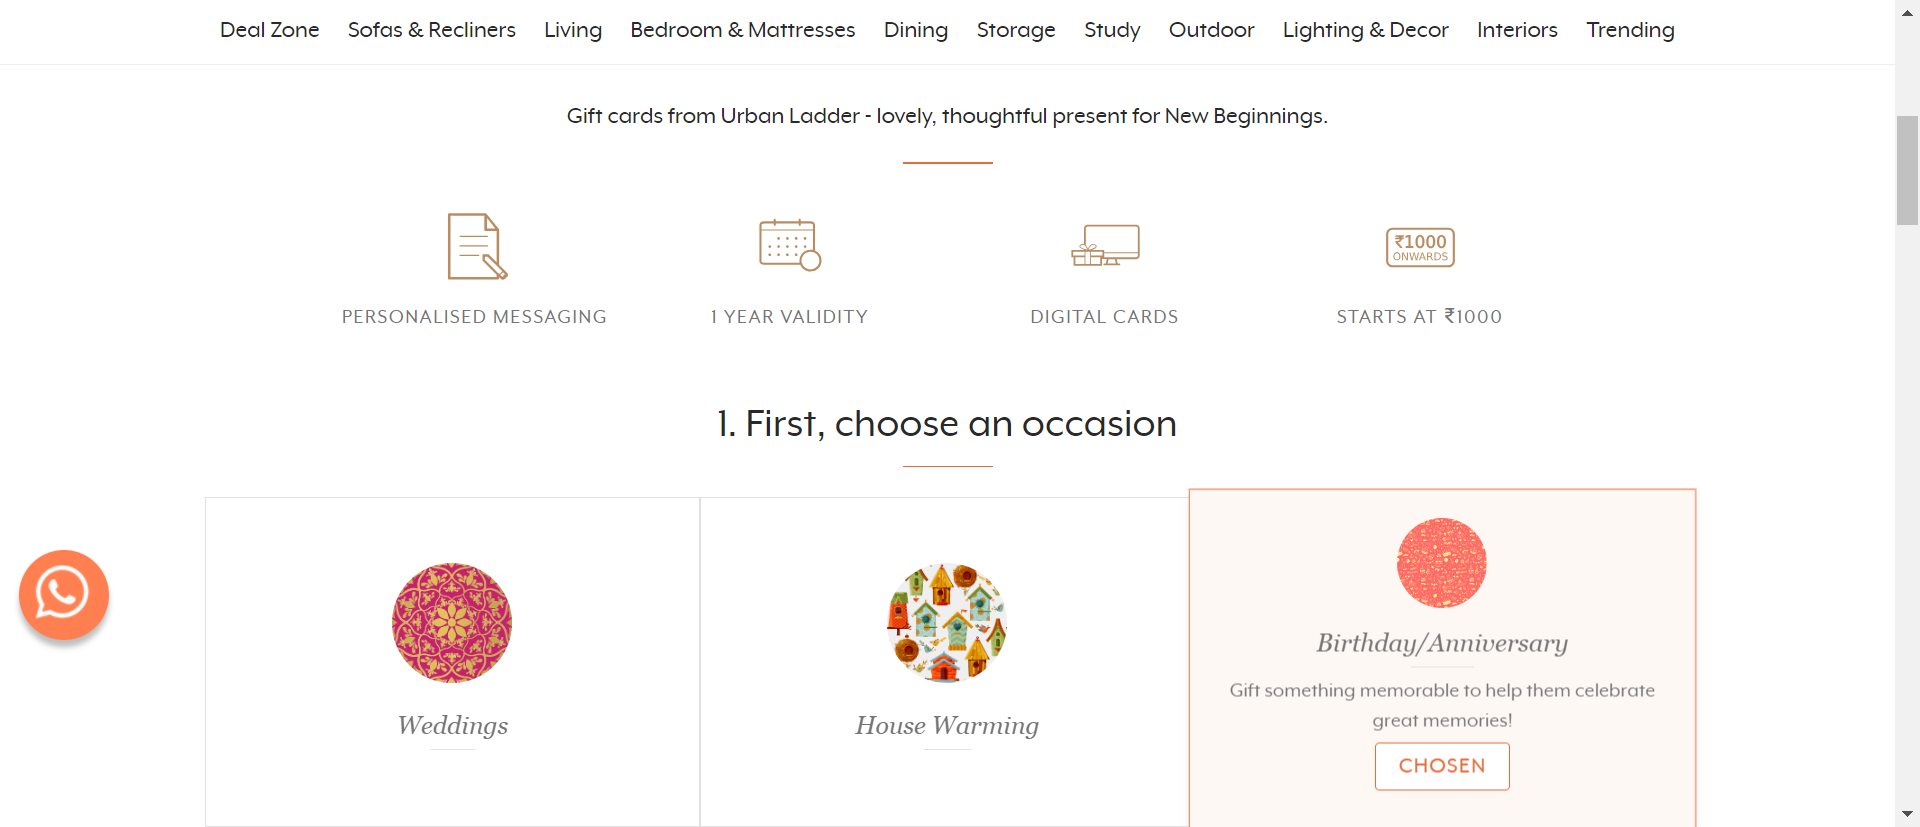 Deal Zone Sofas & Recliners Living Bedroom & Mattresses Dining Storage Study Outdoor Lighting & Decor Interiors Trending
Gift cards from Urban Ladder - lovely, thoughtful present for New Beginnings.
₹1000
ONWARDS
PERSONALISED MESSAGING 1 YEAR VALIDITY DIGITAL CARDS STARTS AT ₹1000
1. First, choose an occasion
Weddings
House Warming
Birthday/Anniversary
Gift something memorable to help them celebrate
great memories!
CHOSEN